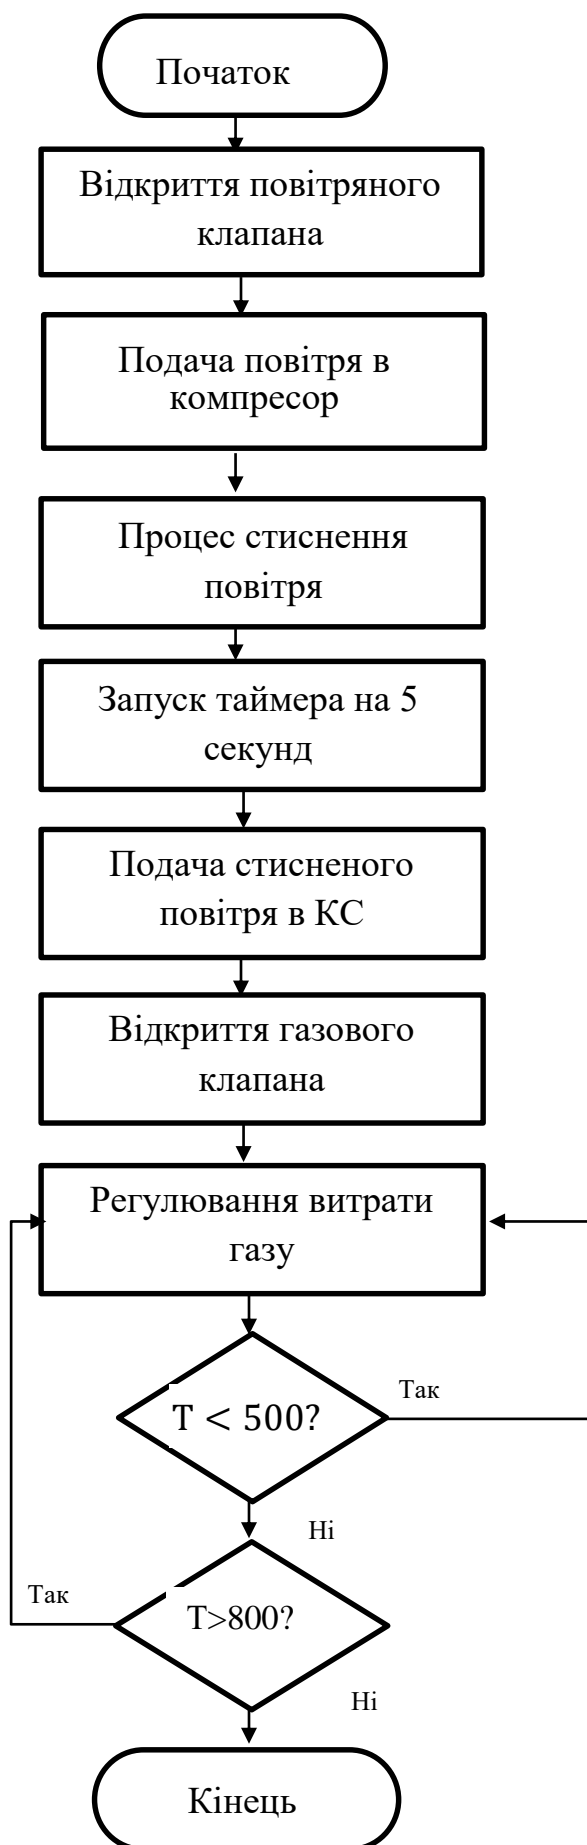 Початок
Відкриття повітряного
клапана
Подача повітря в
компресор
Процес стиснення
повітря
Запуск таймера на 5
секунд
Подача стисненого
повітря в КС
Відкриття газового
клапана
Регулювання витрати
газу
T < 500?
Так
Ні
T>800?
Так
Ні
Кінець